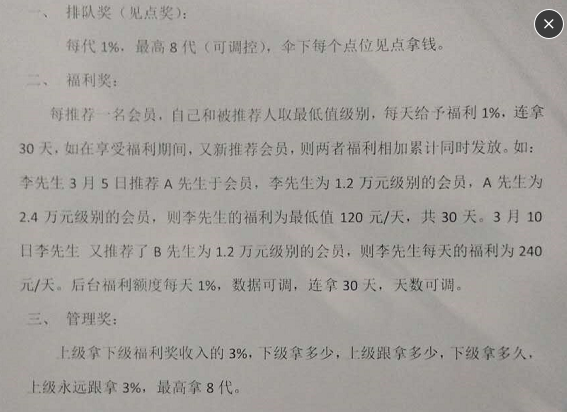 一、 排队奖（见点奖）：
每代 1%，最高 8 代（可调控），伞下每个点位见点拿钱。
二、 福利奖：
每推荐一名会员，自己和被推荐人取最低值级别，每天给予福利 1%，连拿
30 天，如在享受福利期间，又新推荐会员，则两者福利相加累计同时发放。如：
李先生 3 月 5 日推荐 A 先生于会员，李先生为 1.2 万元级别的会员，A 先生为
2.4 万元级别的会员，则李先生的福利为最低值 120 元/天，共 30 天。3 月 10
日李先生 又推荐了 B 先生为 1.2 万元级别的会员，则李先生每天的福利为 240
元/天。后台福利额度每天 1%，数据可调，连拿 30 天，天数可调。
三、 管理奖：
上级拿下级福利奖收入的 3%，下级拿多少，上级跟拿多少，下级拿多久，
上级永远跟拿 3%，最高拿 8 代。